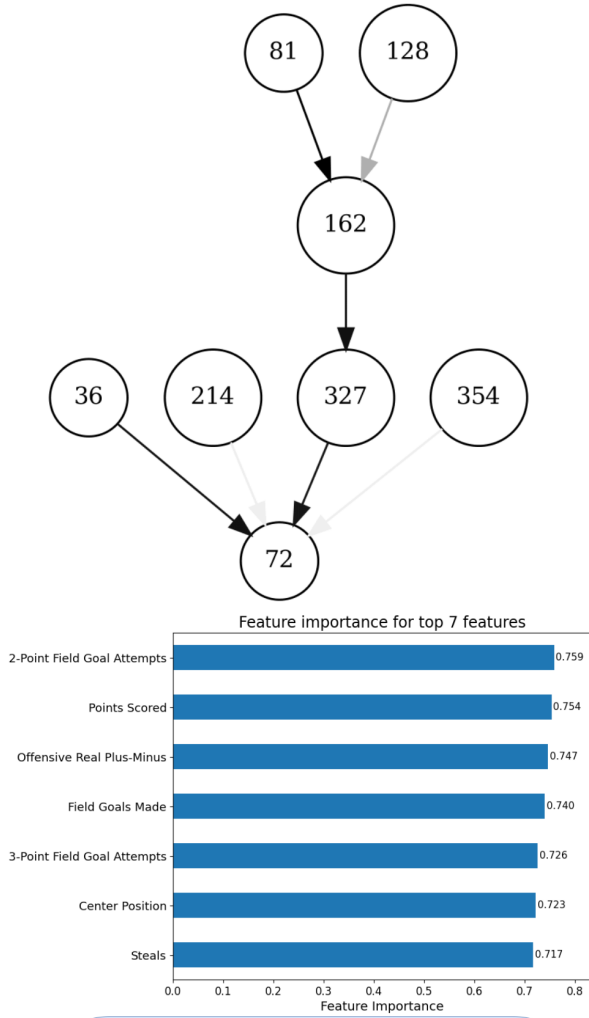 81
128
162
36
214
327
354
72
Feature importance for top 7 features
2-Point Field Goal Attempts
0.759
Points Scored
0.754
Offensive Real Plus-Minus
0.747
Field Goals Made
0.740
3-Point Field Goal Attempts
0.726
Center Position
0.723
Steals
0.717
0.0 0.1 0.2 0.3 0.4 0.5 0.6 0.7 0.8
Feature Importance